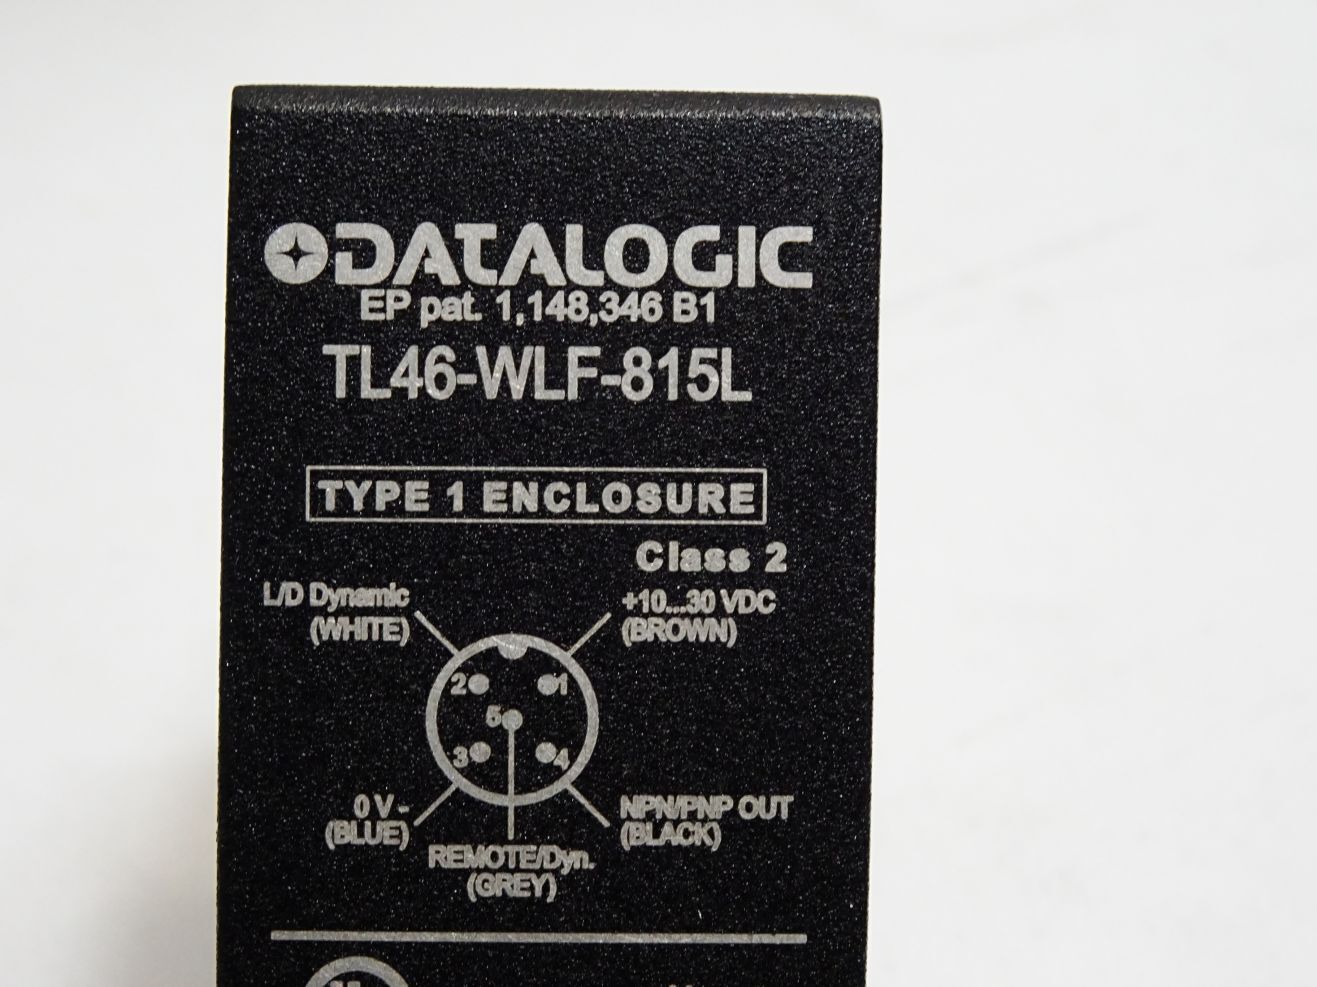 DATALOGIC
EP pat. 1,148,346 B1
TL46-WLF-815L
TYPE 1 ENCLOSURE
Class 2
L/D Dynamic
(WHITE)
+10...30 VDC
(BROWN)
2
1
5
3
4
0 V -
(BLUE)
REMOTE/Dyn.
(GREY)
NPN/PNP OUT
(BLACK)